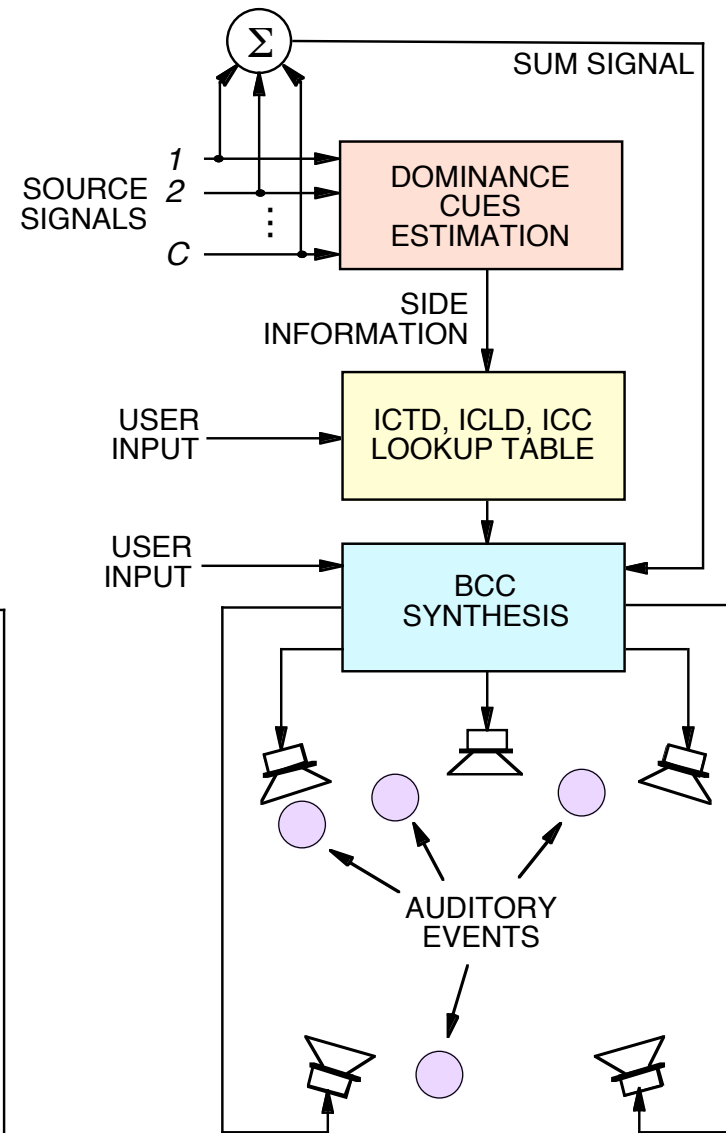 Σ
SUM SIGNAL
1
SOURCE 2
SIGNALS
⋮
C
DOMINANCE
CUES
ESTIMATION
SIDE
INFORMATION
USER
INPUT
ICTD, ICLD, ICC
LOOKUP TABLE
USER
INPUT
BCC
SYNTHESIS
AUDITORY
EVENTS